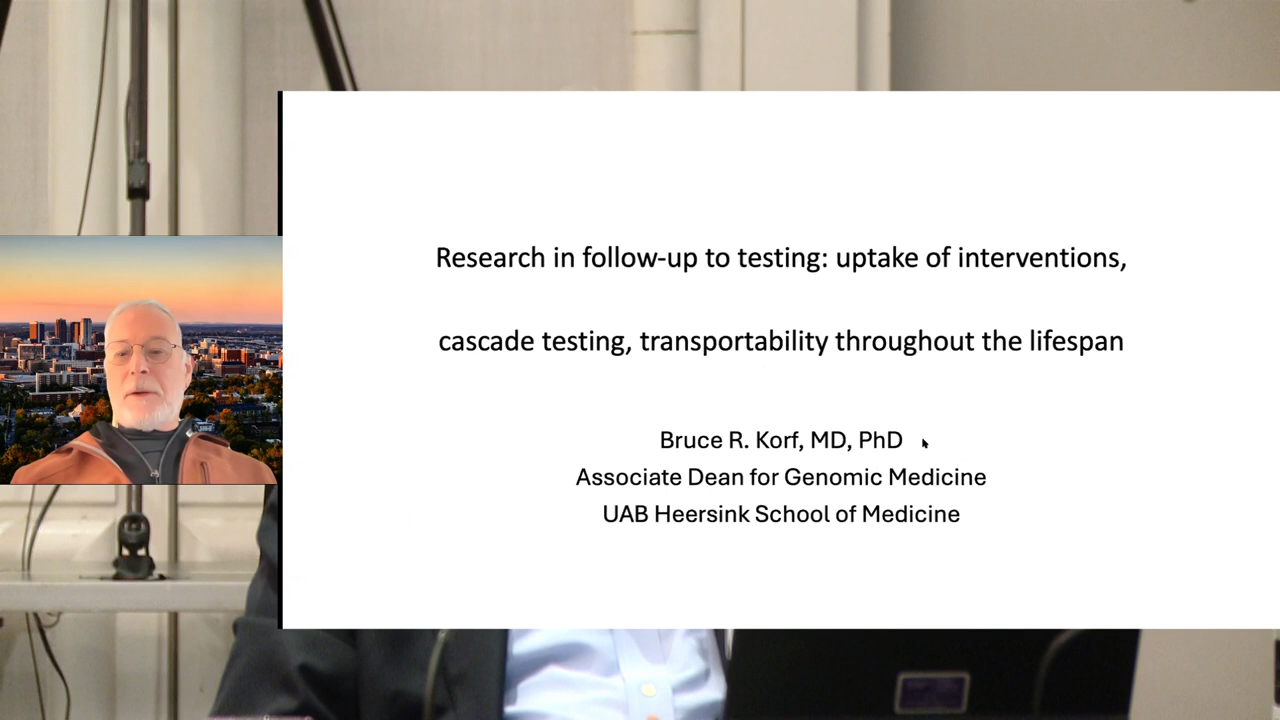 Research in follow-up to testing: uptake of interventions,
cascade testing, transportability throughout the lifespan
Bruce R. Korf, MD, PhD
Associate Dean for Genomic Medicine
UAB Heersink School of Medicine